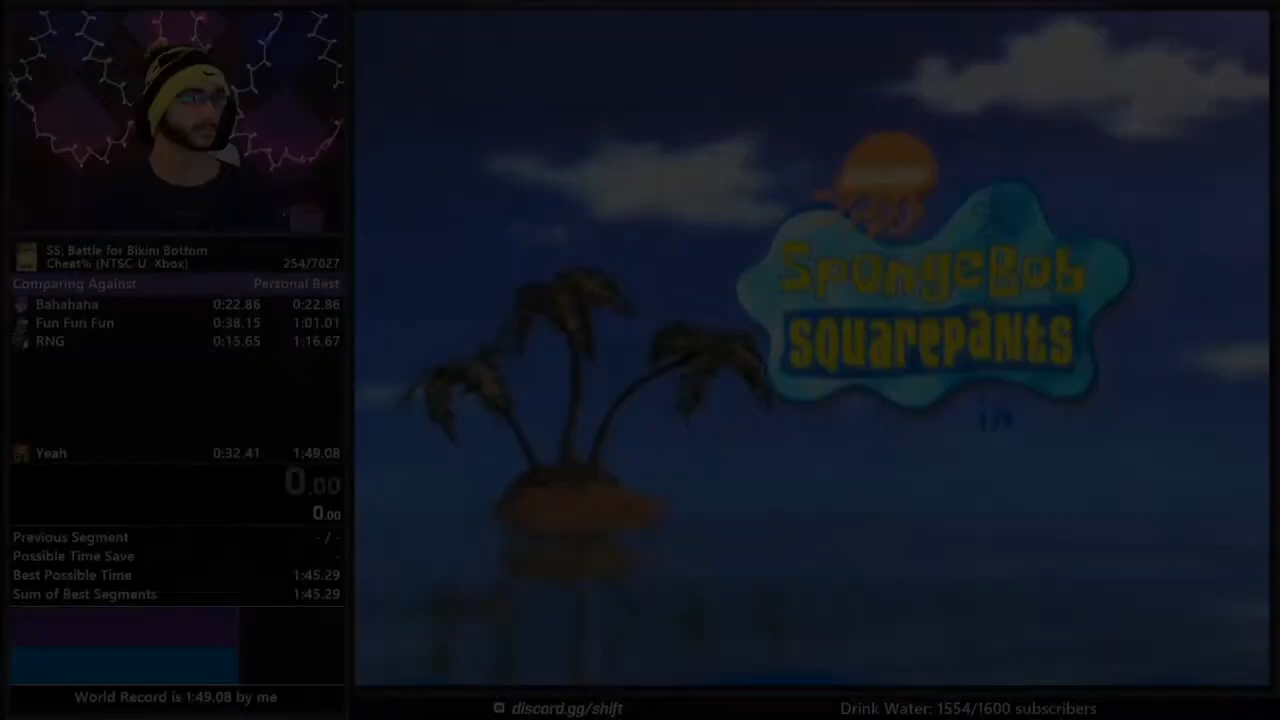 SS: Battle for Bikini Bottom
Cheat% (NTSC-U, Xbox) 254/7027
Comparing Against Personal Best
Bahahaha 0:22.86 0:22.86
Fun Fun Fun 0:38.15 1:01.01
RNG 0:15.65 1:16.67
Yeah 0:32.41 1:49.08
0.00
0.00
Previous Segment - / -
Possible Time Save -
Best Possible Time 1:45.29
Sum of Best Segments 1:45.29
World Record is 1:49.08 by me
SpongeBob
SquarePants
in
discord.gg/shift
Drink Water: 1554/1600 subscribers